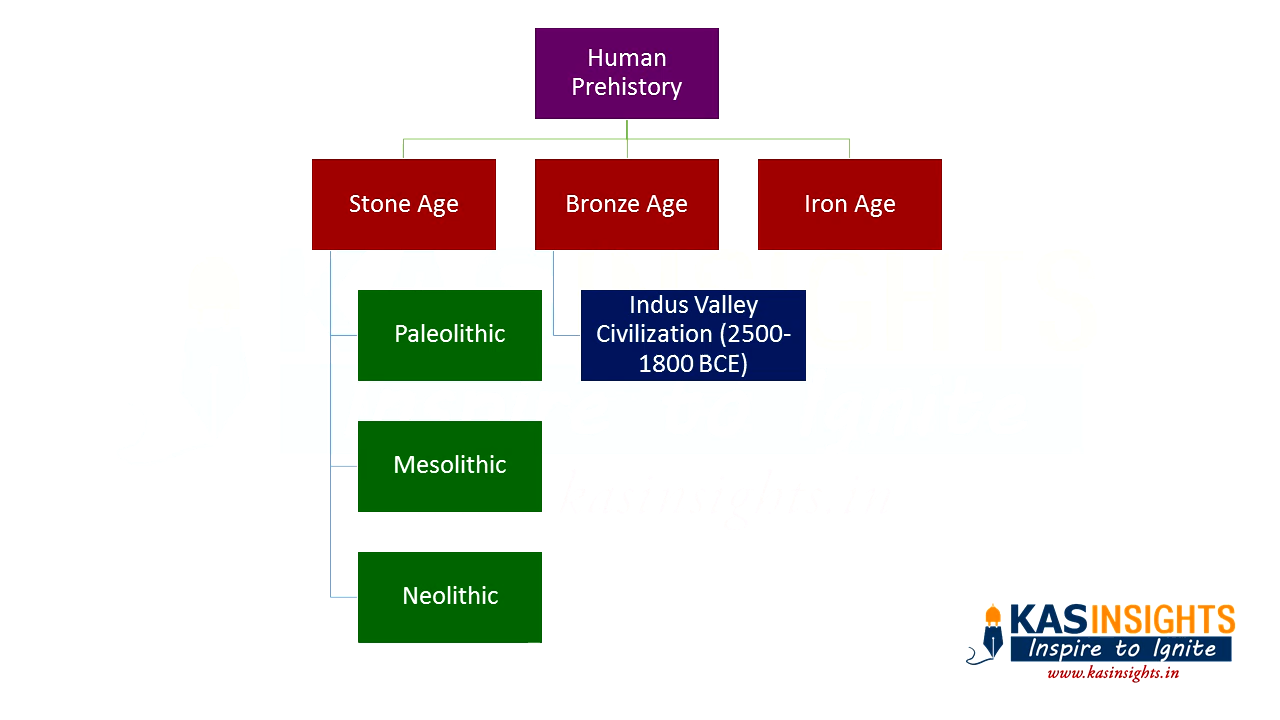 Human
Prehistory
Stone Age
Bronze Age
Iron Age
Paleolithic
Indus Valley
Civilization (2500-
1800 BCE)
Mesolithic
Neolithic
KASINSIGHTS
Inspire to Ignite
www.kasinsights.in